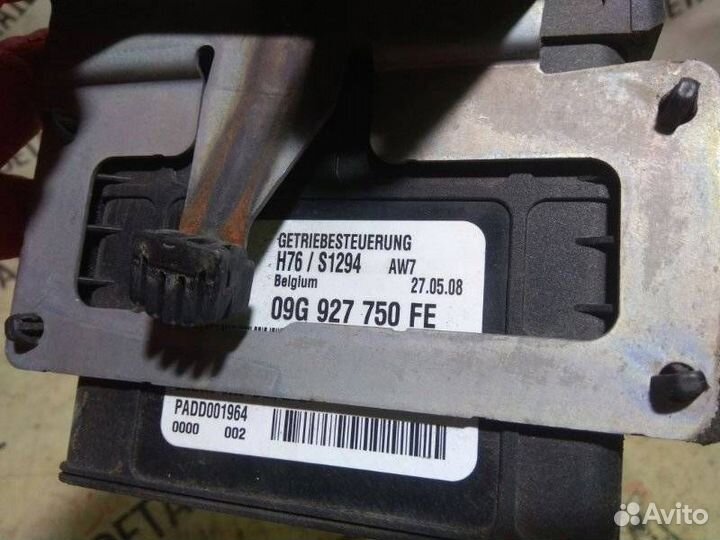 GETRIEBESTEUERUNG
H76 / S1294 AW7
Belgium 27.05.08
09G 927 750 FE
PADD001964
0000 002
Avito